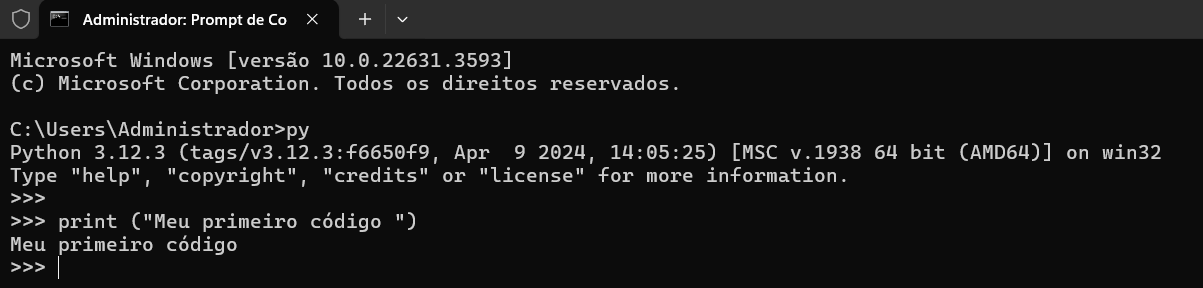 Administrador: Prompt de Co
Microsoft Windows [versão 10.0.22631.3593]
(c) Microsoft Corporation. Todos os direitos reservados.
C:\Users\Administrador>py
Python 3.12.3 (tags/v3.12.3:f6650f9, Apr  9 2024, 14:05:25) [MSC v.1938 64 bit (AMD64)] on win32
Type "help", "copyright", "credits" or "license" for more information.
>>>
>>> print ("Meu primeiro código ")
Meu primeiro código
>>>